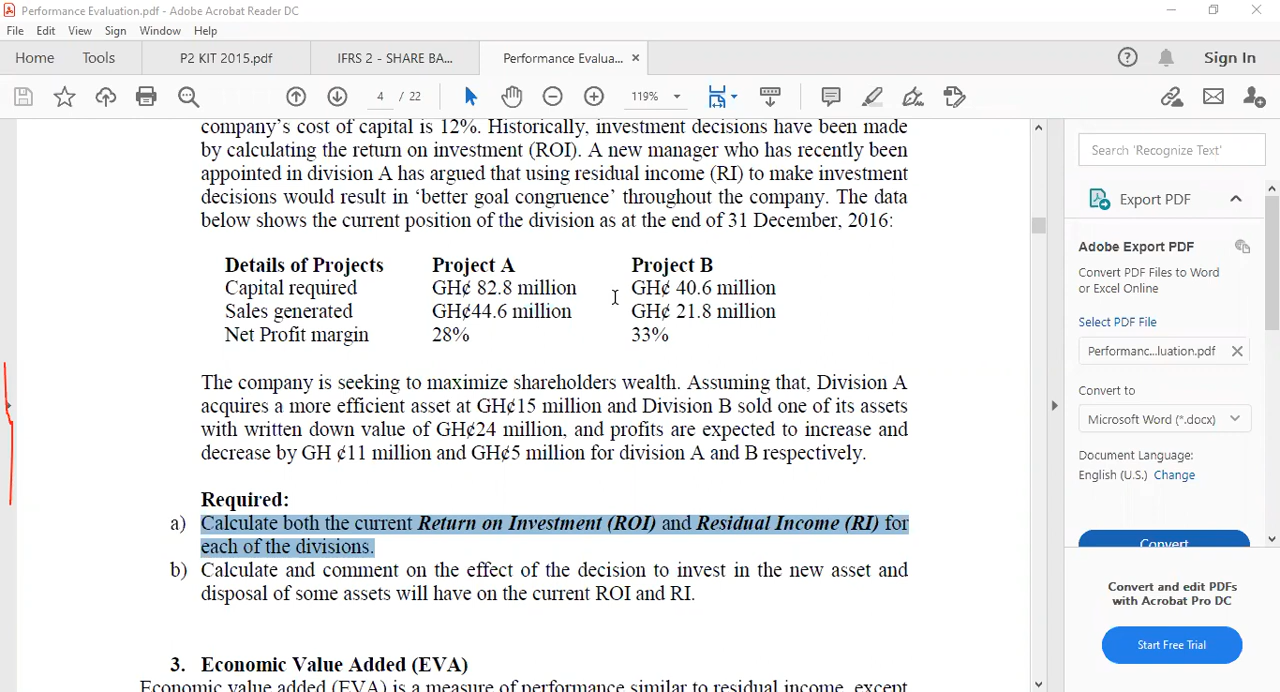 Performance Evaluation.pdf - Adobe Acrobat Reader DC
File Edit View Sign Window Help
Home Tools P2 KIT 2015.pdf IFRS 2 - SHARE BA... Performance Evalua... × Sign In
4 / 22 119%
company's cost of capital is 12%. Historically, investment decisions have been made
by calculating the return on investment (ROI). A new manager who has recently been
appointed in division A has argued that using residual income (RI) to make investment
decisions would result in 'better goal congruence' throughout the company. The data
below shows the current position of the division as at the end of 31 December, 2016:
Details of Projects Project A Project B
Capital required GH¢ 82.8 million GH¢ 40.6 million
Sales generated GH¢44.6 million GH¢ 21.8 million
Net Profit margin 28% 33%
The company is seeking to maximize shareholders wealth. Assuming that, Division A
acquires a more efficient asset at GH¢15 million and Division B sold one of its assets
with written down value of GH¢24 million, and profits are expected to increase and
decrease by GH ¢11 million and GH¢5 million for division A and B respectively.
Required:
a) Calculate both the current Return on Investment (ROI) and Residual Income (RI) for
each of the divisions.
b) Calculate and comment on the effect of the decision to invest in the new asset and
disposal of some assets will have on the current ROI and RI.
3. Economic Value Added (EVA)
Economic value added (EVA) is a measure of performance similar to residual income, except
Search 'Recognize Text'
Export PDF
Adobe Export PDF
Convert PDF Files to Word
or Excel Online
Select PDF File
Performanc...luation.pdf
Convert to
Microsoft Word (*.docx)
Document Language:
English (U.S.) Change
Convert
Convert and edit PDFs
with Acrobat Pro DC
Start Free Trial